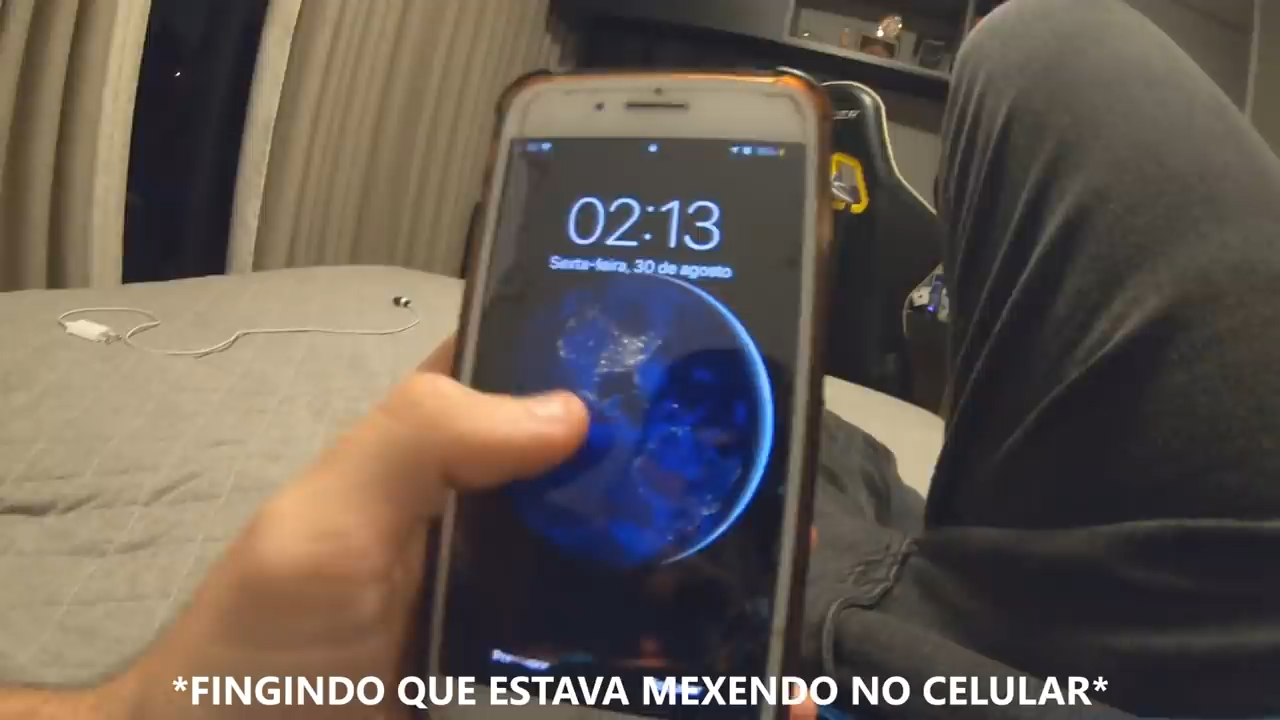 02:13
Sexta-feira, 30 de agosto
*FINGINDO QUE ESTAVA MEXENDO NO CELULAR*